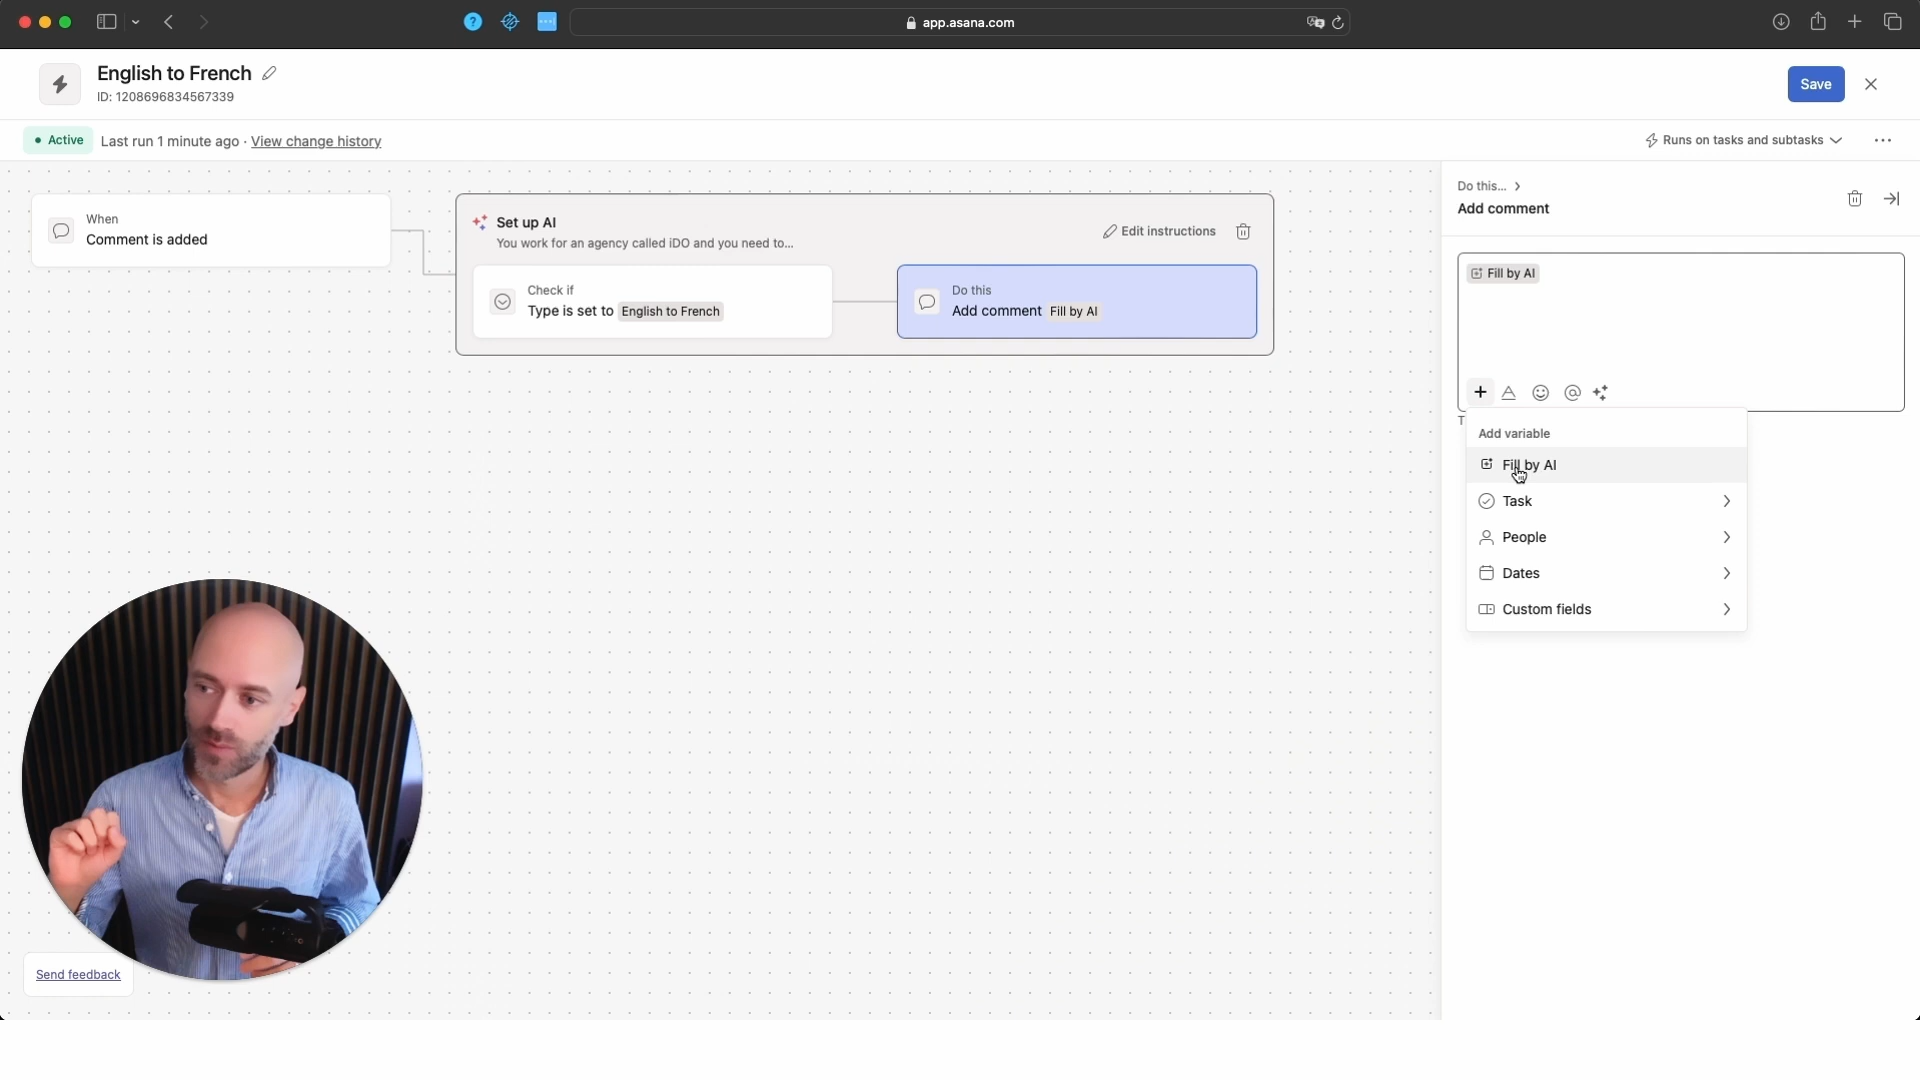 app.asana.com
English to French
ID: 1208696834567339
Save
Active
Last run 1 minute ago · View change history
Runs on tasks and subtasks
When
Comment is added
Set up AI
You work for an agency called iDO and you need to...
Edit instructions
Check if
Type is set to English to French
Do this
Add comment Fill by AI
Do this...
Add comment
Fill by AI
T
Add variable
Fill by AI
Task
People
Dates
Custom fields
Send feedback